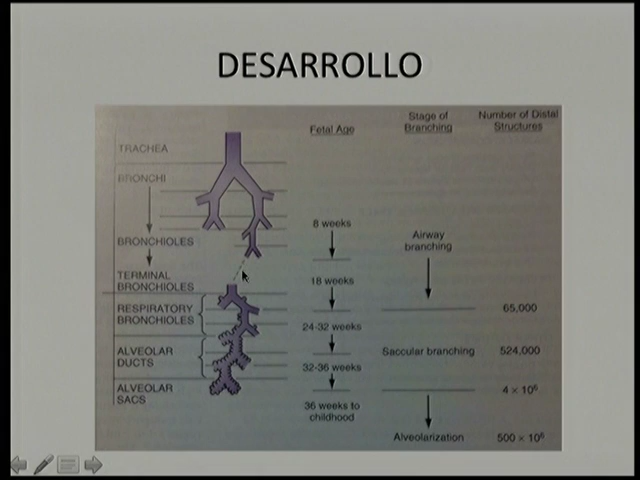 DESARROLLO
Fetal Age
Stage of
Branching
Number of Distal
Structures
TRACHEA
BRONCHI
8 weeks
BRONCHIOLES
Airway
branching
TERMINAL
BRONCHIOLES
18 weeks
RESPIRATORY
BRONCHIOLES
65,000
24-32 weeks
ALVEOLAR
DUCTS
Saccular branching
524,000
32-36 weeks
ALVEOLAR
SACS
4 × 10⁶
36 weeks to
childhood
Alveolarization
500 × 10⁶